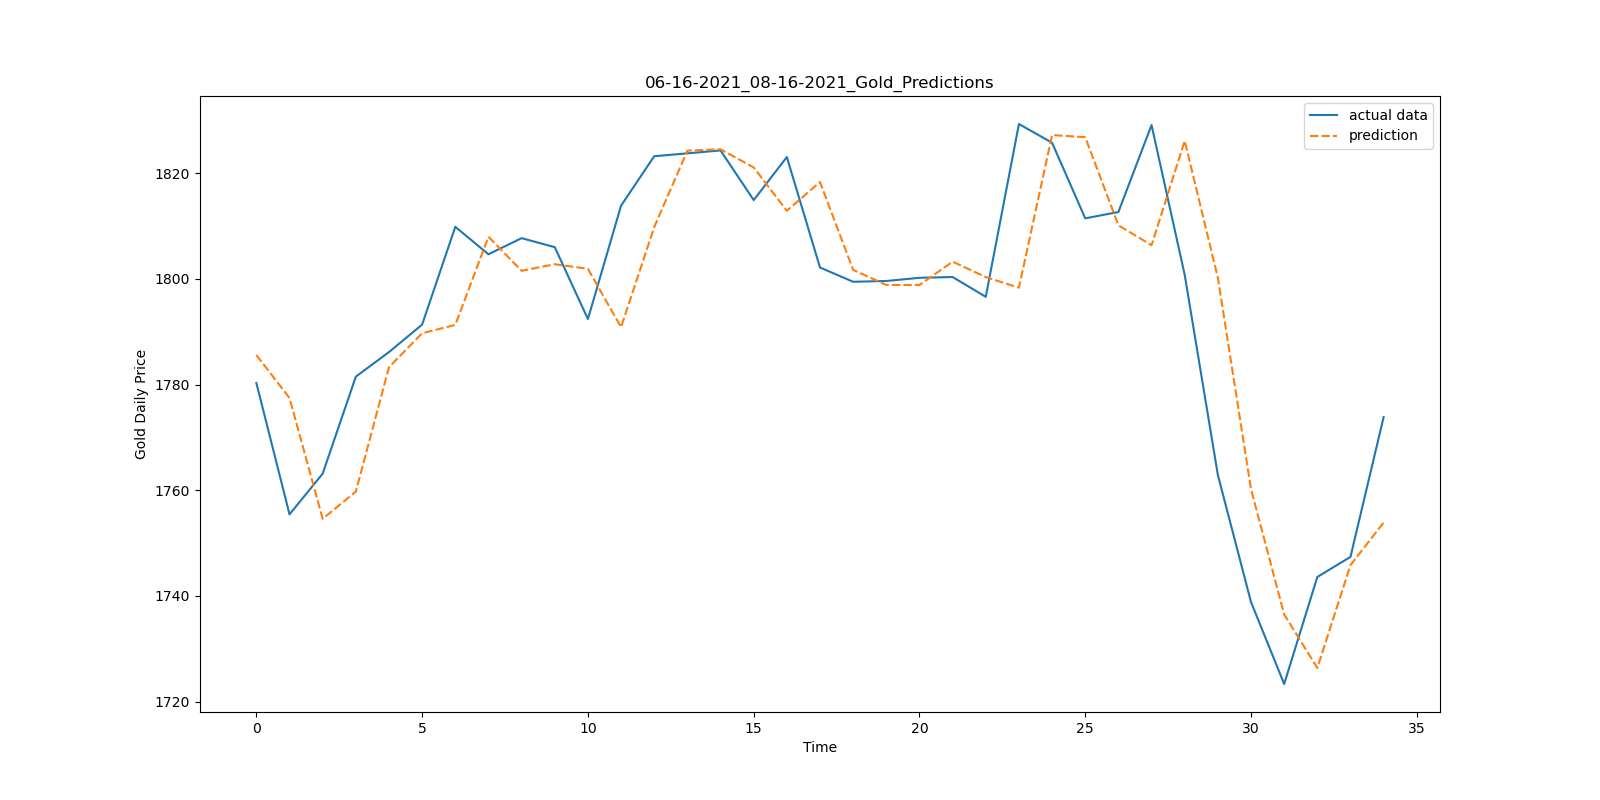 06-16-2021_08-16-2021_Gold_Predictions
actual data
prediction
Gold Daily Price
1820
1800
1780
1760
1740
1720
0 5 10 15 20 25 30 35
Time